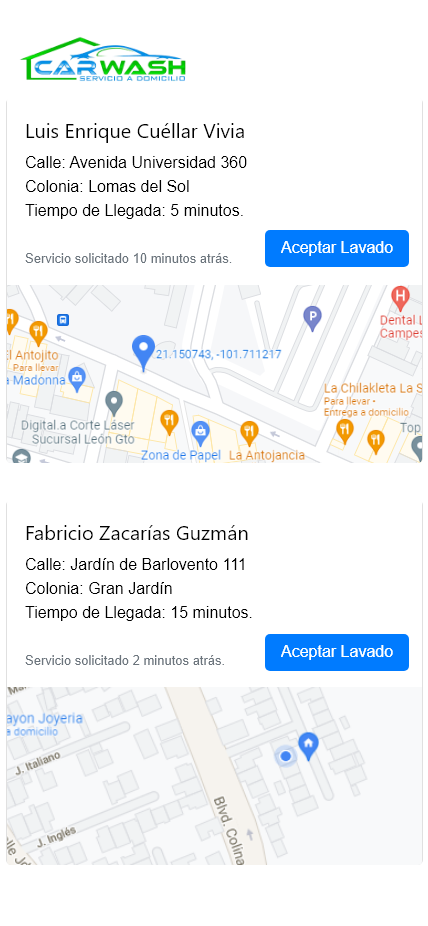 CARWASH
SERVICIO A DOMICILIO
Luis Enrique Cuéllar Vivia
Calle: Avenida Universidad 360
Colonia: Lomas del Sol
Tiempo de Llegada: 5 minutos.
Servicio solicitado 10 minutos atrás.
Aceptar Lavado
P
H
Dental L
Campes
l Antojito
Para llevar
a Madonna
21.150743, -101.711217
La Chilakleta La S
Para llevar •
Entrega a domicilio
Digital.a Corte Láser
Sucursal León Gto
Zona de Papel
La Antojancia
Top
Fabricio Zacarías Guzmán
Calle: Jardín de Barlovento 111
Colonia: Gran Jardín
Tiempo de Llegada: 15 minutos.
Servicio solicitado 2 minutos atrás.
Aceptar Lavado
ayon Joyeria
a domicilio
J. Italiano
J. Inglés
Blvd. Colina